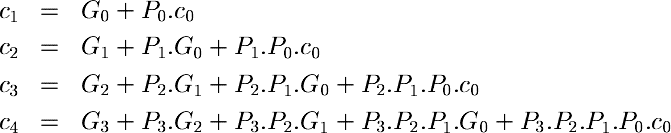 c₁ = G₀ + P₀.c₀
c₂ = G₁ + P₁.G₀ + P₁.P₀.c₀
c₃ = G₂ + P₂.G₁ + P₂.P₁.G₀ + P₂.P₁.P₀.c₀
c₄ = G₃ + P₃.G₂ + P₃.P₂.G₁ + P₃.P₂.P₁.G₀ + P₃.P₂.P₁.P₀.c₀